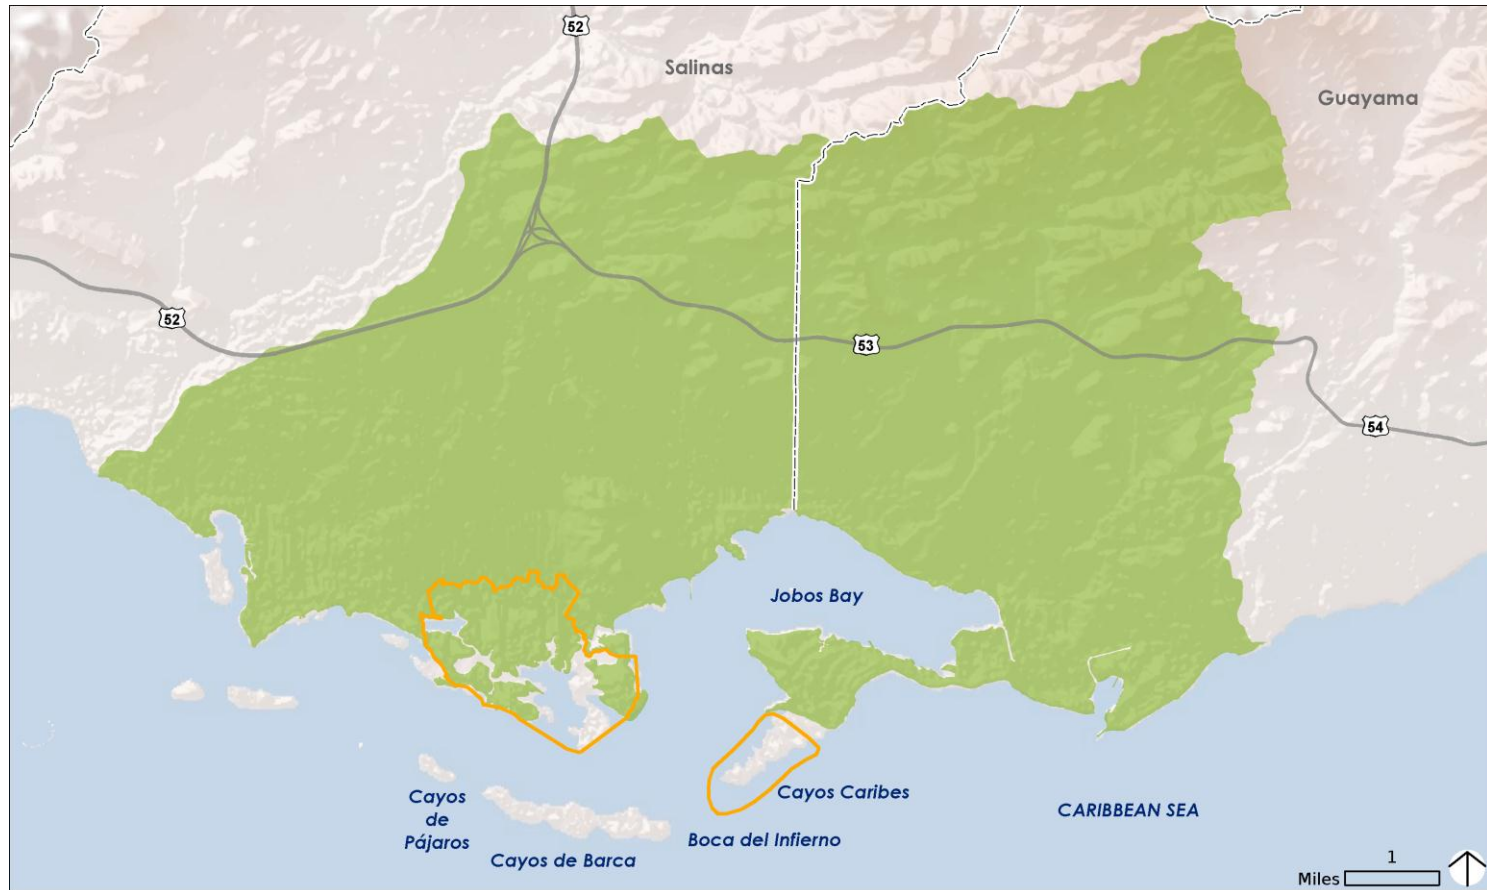 52
Salinas
Guayama
52
53
54
Jobos Bay
Cayos
de
Pájaros
Cayos Caribes
CARIBBEAN SEA
Boca del Infierno
Cayos de Barca
1
Miles